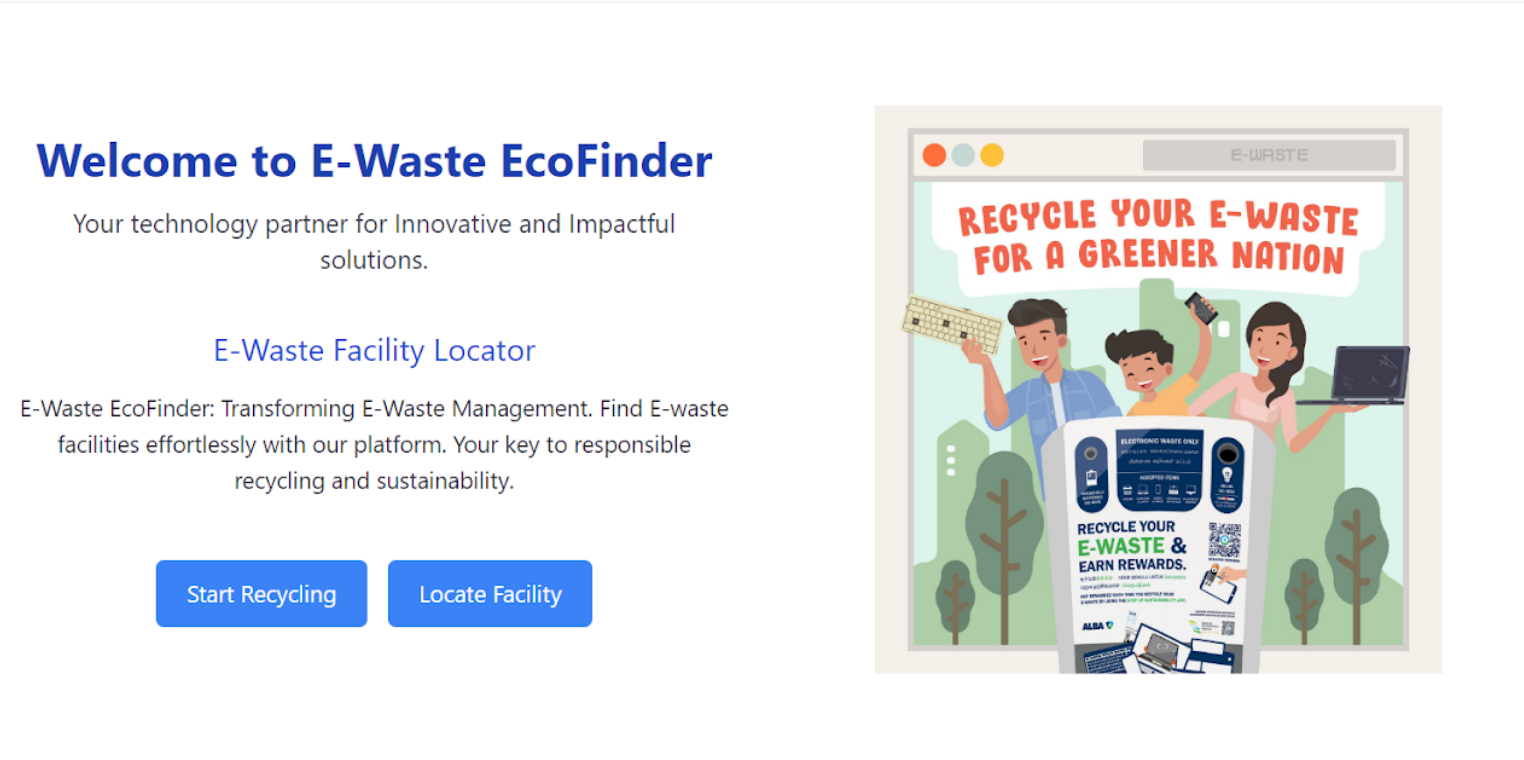 Welcome to E-Waste EcoFinder
Your technology partner for Innovative and Impactful
solutions.
E-Waste Facility Locator
E-Waste EcoFinder: Transforming E-Waste Management. Find E-waste
facilities effortlessly with our platform. Your key to responsible
recycling and sustainability.
Start Recycling
Locate Facility
E-WASTE
RECYCLE YOUR E-WASTE
FOR A GREENER NATION
ELECTRONIC WASTE ONLY
ACCEPTED ITEMS
RECYCLE YOUR
E-WASTE &
EARN REWARDS.
ALBA